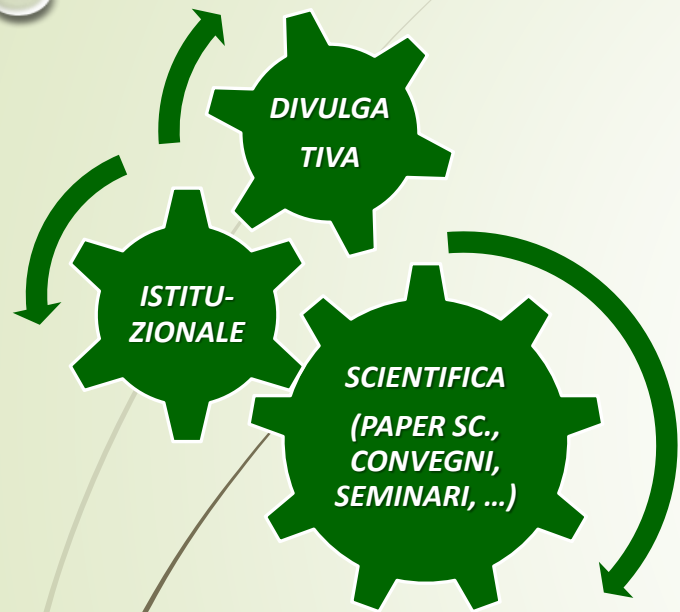 DIVULGA
TIVA
ISTITU-
ZIONALE
SCIENTIFICA
(PAPER SC.,
CONVEGNI,
SEMINARI, …)